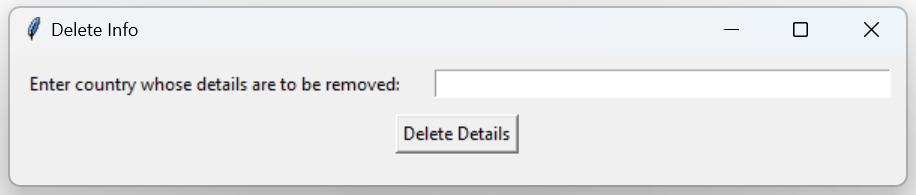 Delete Info
Enter country whose details are to be removed:
Delete Details